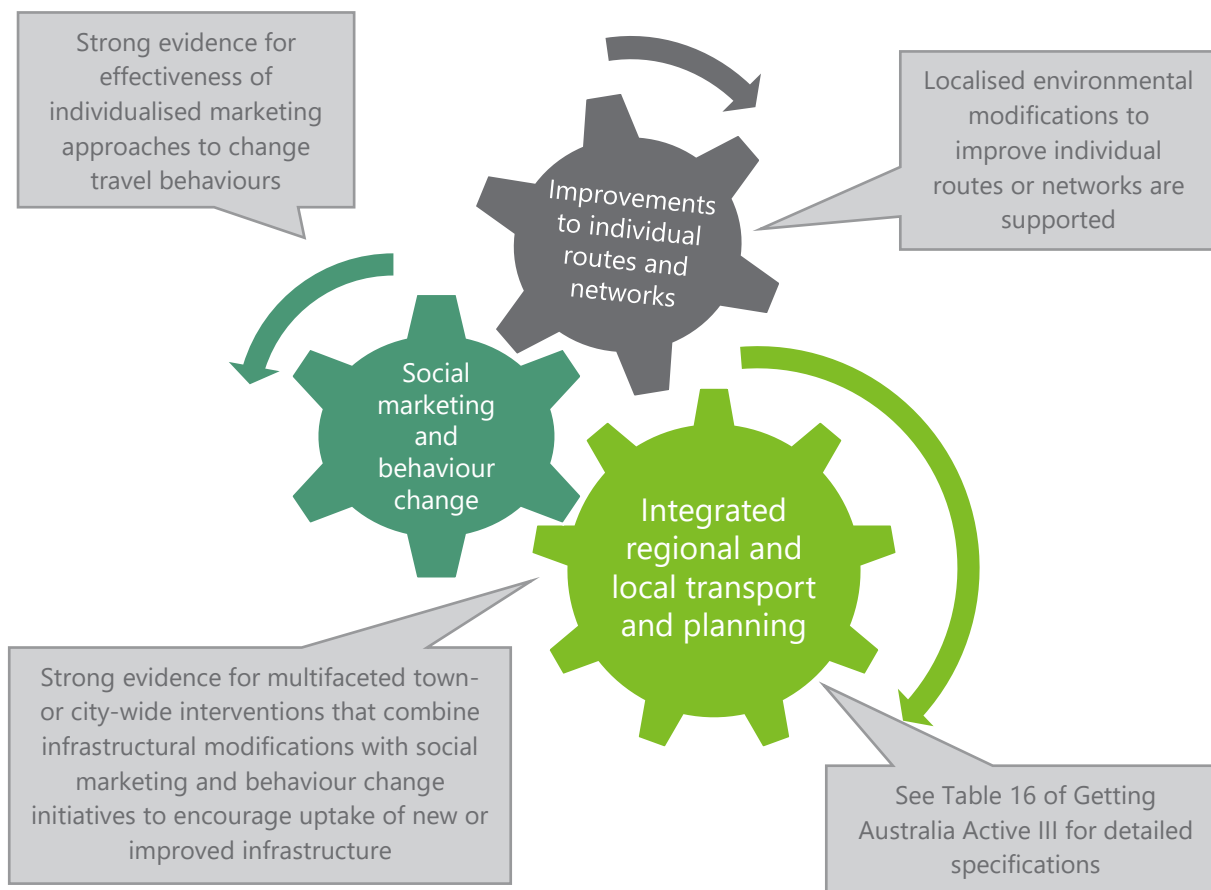 Strong evidence for
effectiveness of
individualised marketing
approaches to change
travel behaviours
Localised environmental
modifications to
improve individual
routes or networks are
supported
Improvements
to individual
routes and
networks
Social
marketing
and
behaviour
change
Integrated
regional and
local transport
and planning
Strong evidence for multifaceted town-
or city-wide interventions that combine
infrastructural modifications with social
marketing and behaviour change
initiatives to encourage uptake of new or
improved infrastructure
See Table 16 of Getting
Australia Active III for detailed
specifications